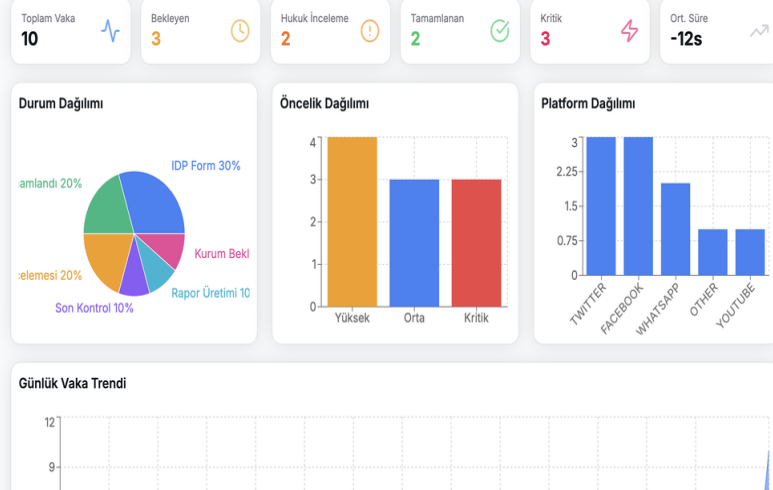 Toplam Vaka
10
Bekleyen
3
Hukuk İnceleme
2
Tamamlanan
2
Kritik
3
Ort. Süre
-12s
Durum Dağılımı
IDP Form 30%
amlandı 20%
Kurum Bekl
elemesi 20%
Rapor Üretimi 10
Son Kontrol 10%
Öncelik Dağılımı
4
3
2
1
0
Yüksek
Orta
Kritik
Platform Dağılımı
3
2.25
1.5
0.75
0
TWITTER
FACEBOOK
WHATSAPP
OTHER
YOUTUBE
Günlük Vaka Trendi
12
9